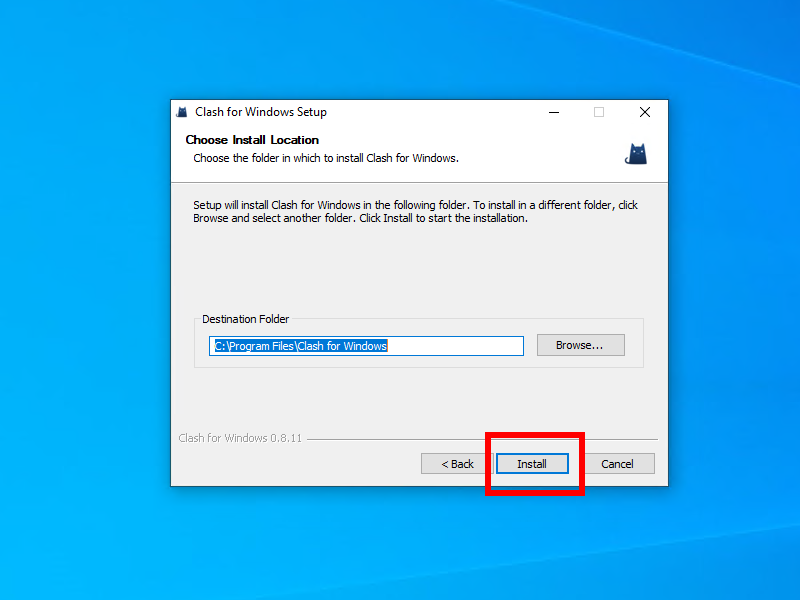 Clash for Windows Setup
Choose Install Location
Choose the folder in which to install Clash for Windows.
Setup will install Clash for Windows in the following folder. To install in a different folder, click
Browse and select another folder. Click Install to start the installation.
Destination Folder
C:\Program Files\Clash for Windows
Browse...
Clash for Windows 0.8.11
< Back
Install
Cancel